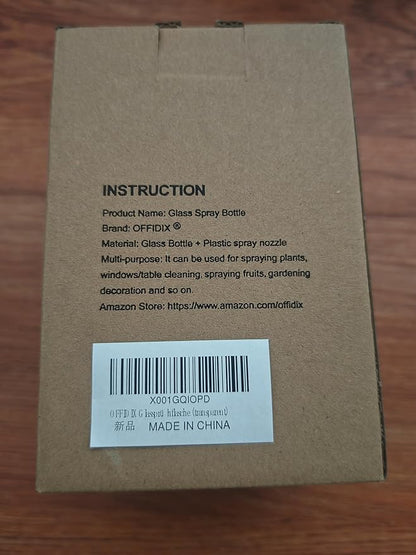 INSTRUCTION
Product Name: Glass Spray Bottle
Brand: OFFIDIX ®
Material: Glass Bottle + Plastic spray nozzle
Multi-purpose: It can be used for spraying plants,
windows/table cleaning, spraying fruits, gardening
decoration and so on.
Amazon Store: https://www.amazon.com/offidix
X001GQIOPD
OFFIDIX (transparent)
新品 MADE IN CHINA